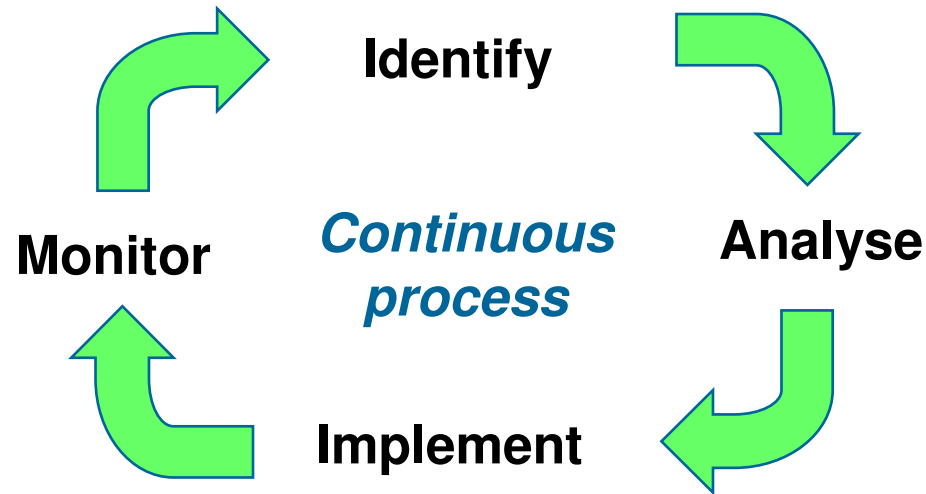 Identify
Monitor
Continuous
process
Analyse
Implement